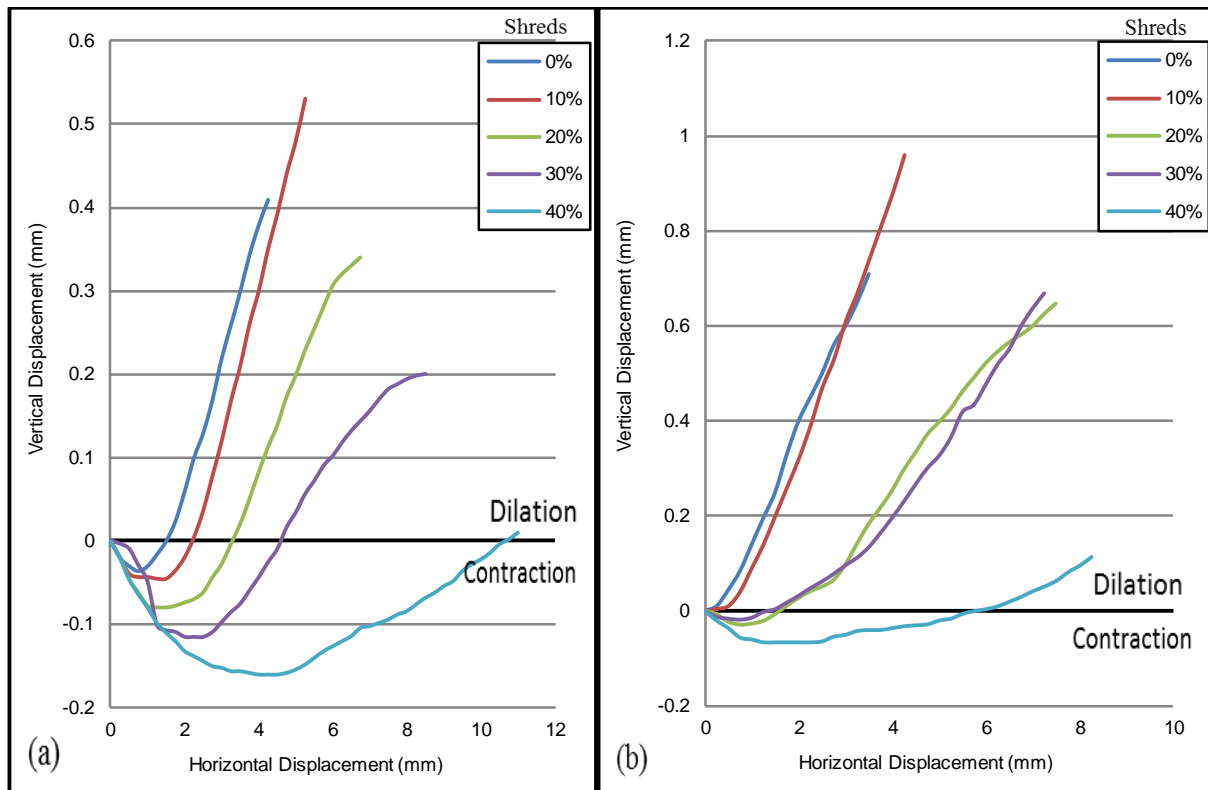 Shreds
0%
10%
20%
30%
40%
0.6
0.5
0.4
0.3
0.2
0.1
0
-0.1
-0.2
Vertical Displacement (mm)
Dilation
Contraction
0 2 4 6 8 10 12
Horizontal Displacement (mm)
(a)
Shreds
0%
10%
20%
30%
40%
1.2
1
0.8
0.6
0.4
0.2
0
-0.2
Vertical Displacement (mm)
Dilation
Contraction
0 2 4 6 8 10
Horizontal Displacement (mm)
(b)